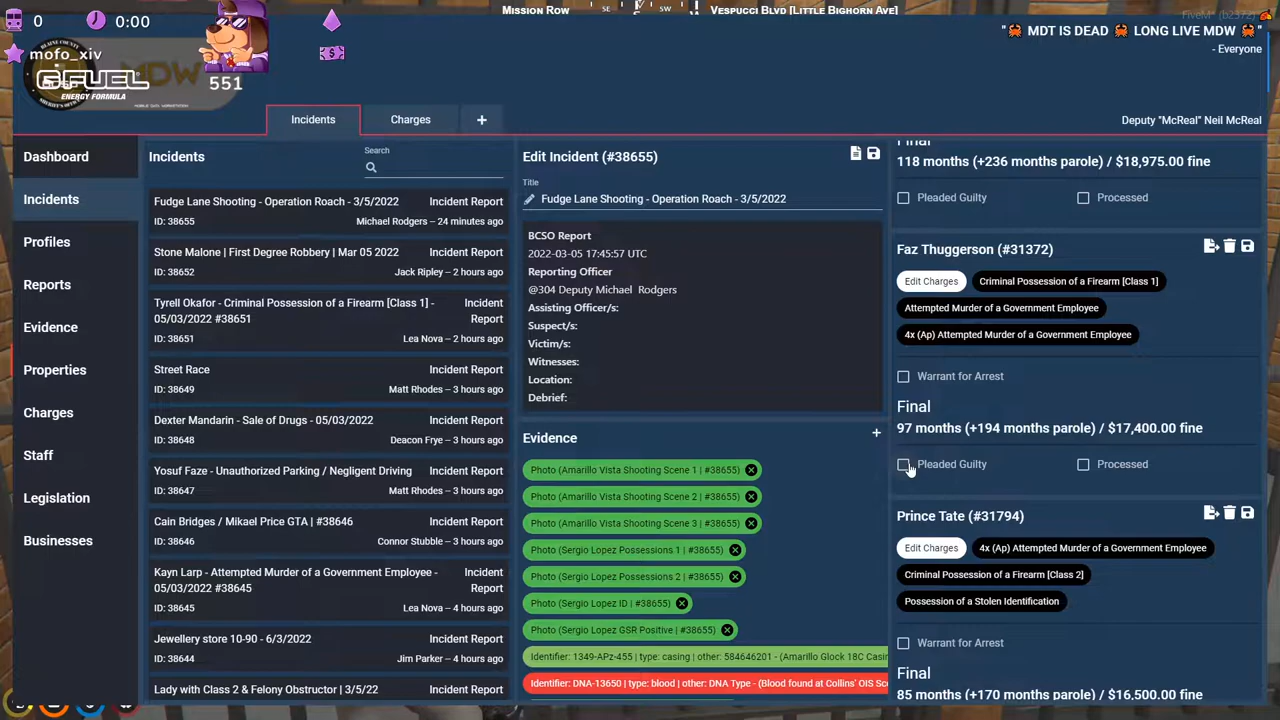 0
0:00
Mission Row
SE
SW
Vespucci Blvd [Little Bighorn Ave]
FiveM* (b2372)
mofo_xiv
MDW
G FUEL
ENERGY FORMULA
551
" MDT IS DEAD LONG LIVE MDW "
- Everyone
Incidents
Charges
+
Deputy "McReal" Neil McReal
Dashboard
Incidents
Profiles
Reports
Evidence
Properties
Charges
Staff
Legislation
Businesses
Incidents
Search
Fudge Lane Shooting - Operation Roach - 3/5/2022
Incident Report
ID: 38655
Michael Rodgers – 24 minutes ago
Stone Malone | First Degree Robbery | Mar 05 2022
Incident Report
ID: 38652
Jack Ripley – 2 hours ago
Tyrell Okafor - Criminal Possession of a Firearm [Class 1] -
05/03/2022 #38651
Incident
Report
ID: 38651
Lea Nova – 2 hours ago
Street Race
Incident Report
ID: 38649
Matt Rhodes – 3 hours ago
Dexter Mandarin - Sale of Drugs - 05/03/2022
Incident Report
ID: 38648
Deacon Frye – 3 hours ago
Yosuf Faze - Unauthorized Parking / Negligent Driving
Incident Report
ID: 38647
Matt Rhodes – 3 hours ago
Cain Bridges / Mikael Price GTA | #38646
Incident Report
ID: 38646
Connor Stubble – 3 hours ago
Kayn Larp - Attempted Murder of a Government Employee -
05/03/2022 #38645
Incident
Report
ID: 38645
Lea Nova – 4 hours ago
Jewellery store 10-90 - 6/3/2022
Incident Report
ID: 38644
Jim Parker – 4 hours ago
Lady with Class 2 & Felony Obstructor | 3/5/22
Incident Report
Edit Incident (#38655)
Title
Fudge Lane Shooting - Operation Roach - 3/5/2022
BCSO Report
2022-03-05 17:45:57 UTC
Reporting Officer
@304 Deputy Michael Rodgers
Assisting Officer/s:
Suspect/s:
Victim/s:
Witnesses:
Location:
Debrief:
Evidence
+
Photo (Amarillo Vista Shooting Scene 1 | #38655)
Photo (Amarillo Vista Shooting Scene 2 | #38655)
Photo (Amarillo Vista Shooting Scene 3 | #38655)
Photo (Sergio Lopez Possessions 1 | #38655)
Photo (Sergio Lopez Possessions 2 | #38655)
Photo (Sergio Lopez ID | #38655)
Photo (Sergio Lopez GSR Positive | #38655)
Identifier: 1349-APz-455 | type: casing | other: 584646201 - (Amarillo Glock 18C Casin
Identifier: DNA-13650 | type: blood | other: DNA Type - (Blood found at Collins' OIS Sce
Final
118 months (+236 months parole) / $18,975.00 fine
Pleaded Guilty
Processed
Faz Thuggerson (#31372)
Edit Charges
Criminal Possession of a Firearm [Class 1]
Attempted Murder of a Government Employee
4x (Ap) Attempted Murder of a Government Employee
Warrant for Arrest
Final
97 months (+194 months parole) / $17,400.00 fine
Pleaded Guilty
Processed
Prince Tate (#31794)
Edit Charges
4x (Ap) Attempted Murder of a Government Employee
Criminal Possession of a Firearm [Class 2]
Possession of a Stolen Identification
Warrant for Arrest
Final
85 months (+170 months parole) / $16,500.00 fine